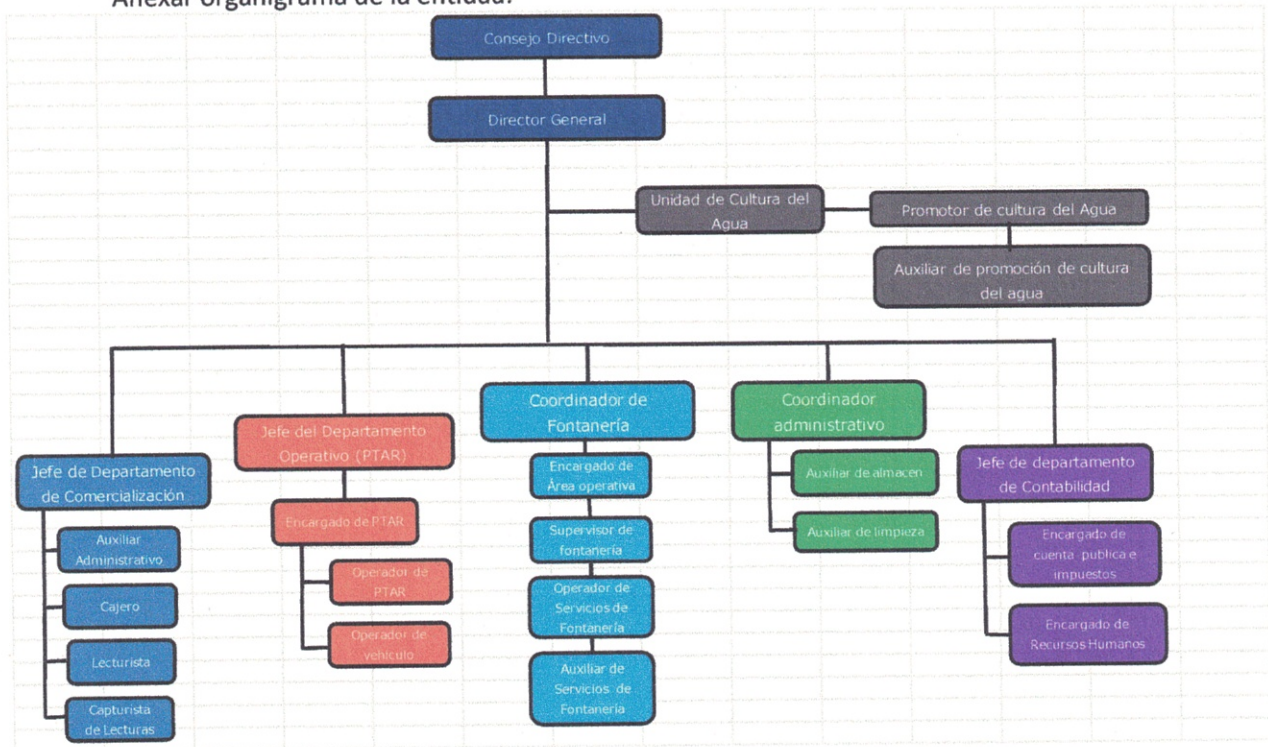 Anexar organigrama de la entidad.
Consejo Directivo
Director General
Unidad de Cultura del
Agua
Promotor de cultura del Agua
Auxiliar de promoción de cultura
del agua
Jefe de Departamento
de Comercialización
Auxiliar
Administrativo
Cajero
Lecturista
Capturista
de Lecturas
Jefe del Departamento
Operativo (PTAR)
Encargado de PTAR
Operador de
PTAR
Operador de
vehiculo
Coordinador de
Fontanería
Encargado de
Área operativa
Supervisor de
fontanería
Operador de
Servicios de
Fontanería
Auxiliar de
Servicios de
Fontanería
Coordinador
administrativo
Auxiliar de almacen
Auxiliar de limpieza
Jefe de departamento
de Contabilidad
Encargado de
cuenta publica e
impuestos
Encargado de
Recursos Humanos